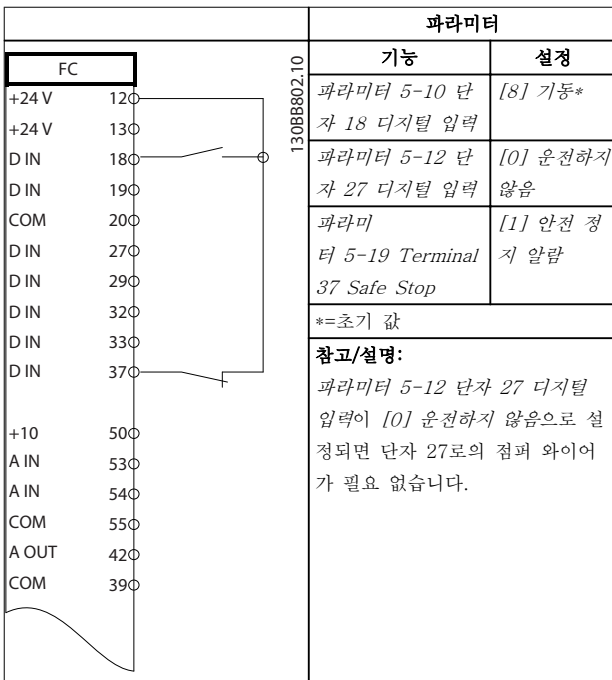 FC
+24 V 12
+24 V 13
D IN 18
D IN 19
COM 20
D IN 27
D IN 29
D IN 32
D IN 33
D IN 37
+10 50
A IN 53
A IN 54
COM 55
A OUT 42
COM 39
130BB802.10
파라미터
기능 설정
파라미터 5-10 단 [8] 기동*
자 18 디지털 입력
파라미터 5-12 단 [0] 운전하지
자 27 디지털 입력 않음
파라미 [1] 안전 정
터 5-19 Terminal 지 알람
37 Safe Stop
*=초기 값
참고/설명:
파라미터 5-12 단자 27 디지털
입력이 [0] 운전하지 않음으로 설
정되면 단자 27로의 점퍼 와이어
가 필요 없습니다.